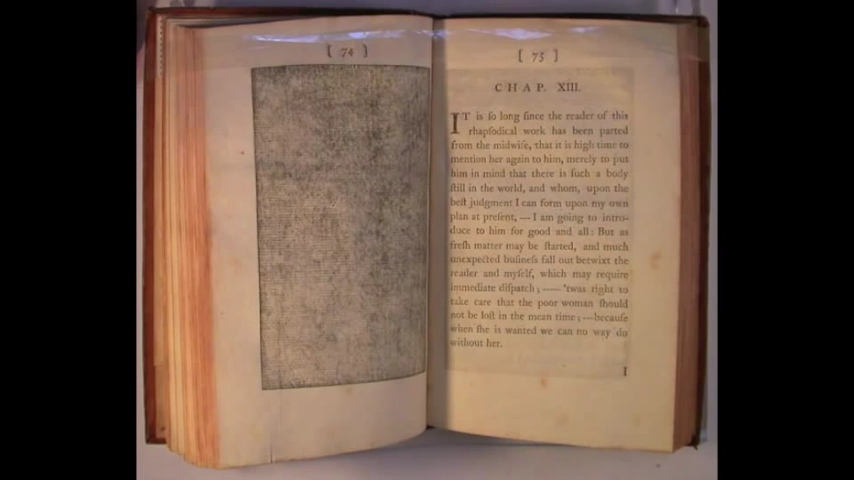 [ 74 ]
[ 75 ]
CHAP. XIII.
IT is ſo long ſince the reader of this
rhapſodical work has been parted
from the midwife, that it is high time to
mention her again to him, merely to put
him in mind that there is ſuch a body
ſtill in the world, and whom, upon the
beſt judgment I can form upon my own
plan at preſent, — I am going to intro-
duce to him for good and all: But as
freſh matter may be ſtarted, and much
unexpected buſineſs fall out betwixt the
reader and myſelf, which may require
immediate diſpatch; —— 'twas right to
take care that the poor woman ſhould
not be loſt in the mean time; — becauſe
when ſhe is wanted we can no way do
without her.
I